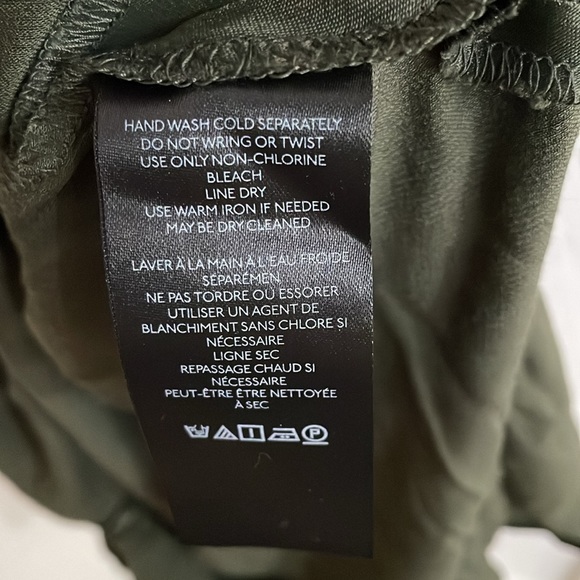 HAND WASH COLD SEPARATELY
DO NOT WRING OR TWIST
USE ONLY NON-CHLORINE
BLEACH
LINE DRY
USE WARM IRON IF NEEDED
MAY BE DRY CLEANED
LAVER À LA MAIN À L'EAU FROIDE
SÉPARÉMEN
NE PAS TORDRE OU ESSORER
UTILISER UN AGENT DE
BLANCHIMENT SANS CHLORE SI
NÉCESSAIRE
LIGNE SEC
REPASSAGE CHAUD SI
NÉCESSAIRE
PEUT-ÊTRE ÊTRE NETTOYÉE
À SEC
P